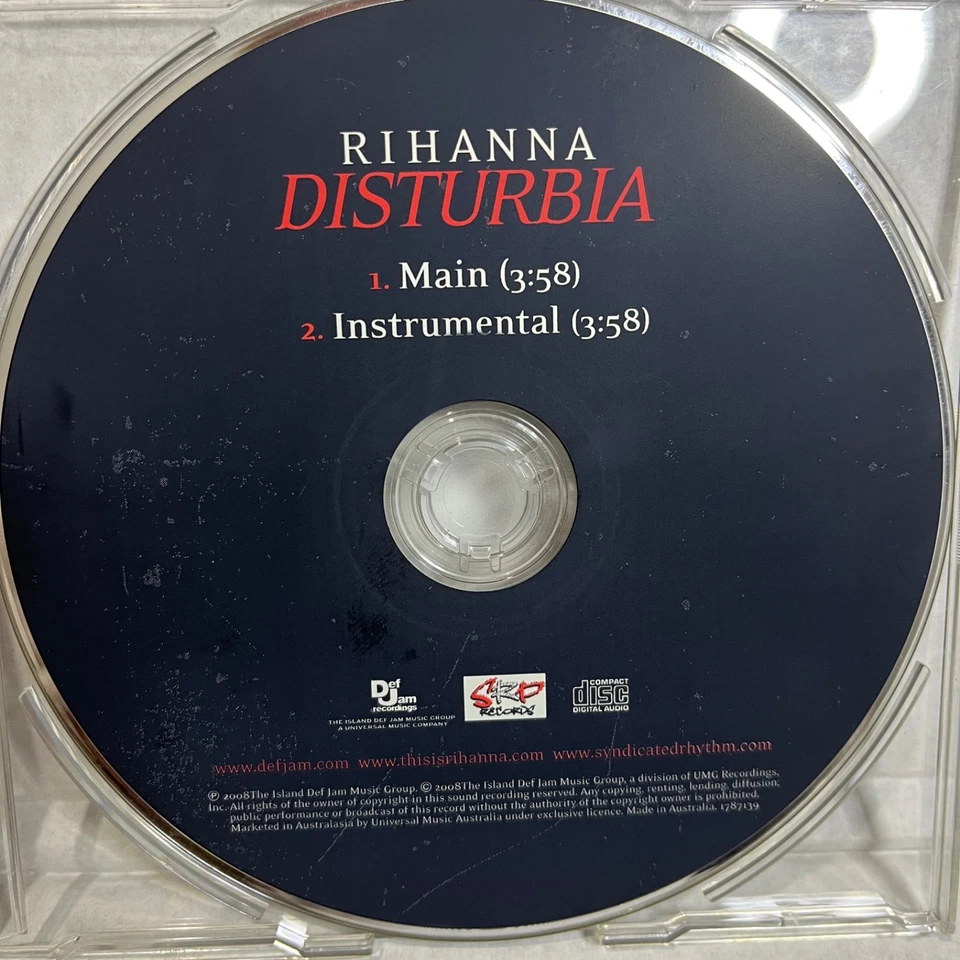 RIHANNA
DISTURBIA
1. Main (3:58)
2. Instrumental (3:58)
Def
Jam
recordings
THE ISLAND DEF JAM MUSIC GROUP
A UNIVERSAL MUSIC COMPANY
SRP
RECORDS
COMPACT
disc
DIGITAL AUDIO
www.defjam.com www.thisisrihanna.com www.syndicatedrhythm.com
℗ 2008The Island Def Jam Music Group. © 2008The Island Def Jam Music Group, a division of UMG Recordings,
Inc. All rights of the owner of copyright in this sound recording reserved. Any copying, renting, lending, diffusion,
public performance or broadcast of this record without the authority of the copyright owner is prohibited.
Marketed in Australasia by Universal Music Australia under exclusive licence. Made in Australia. 1787139